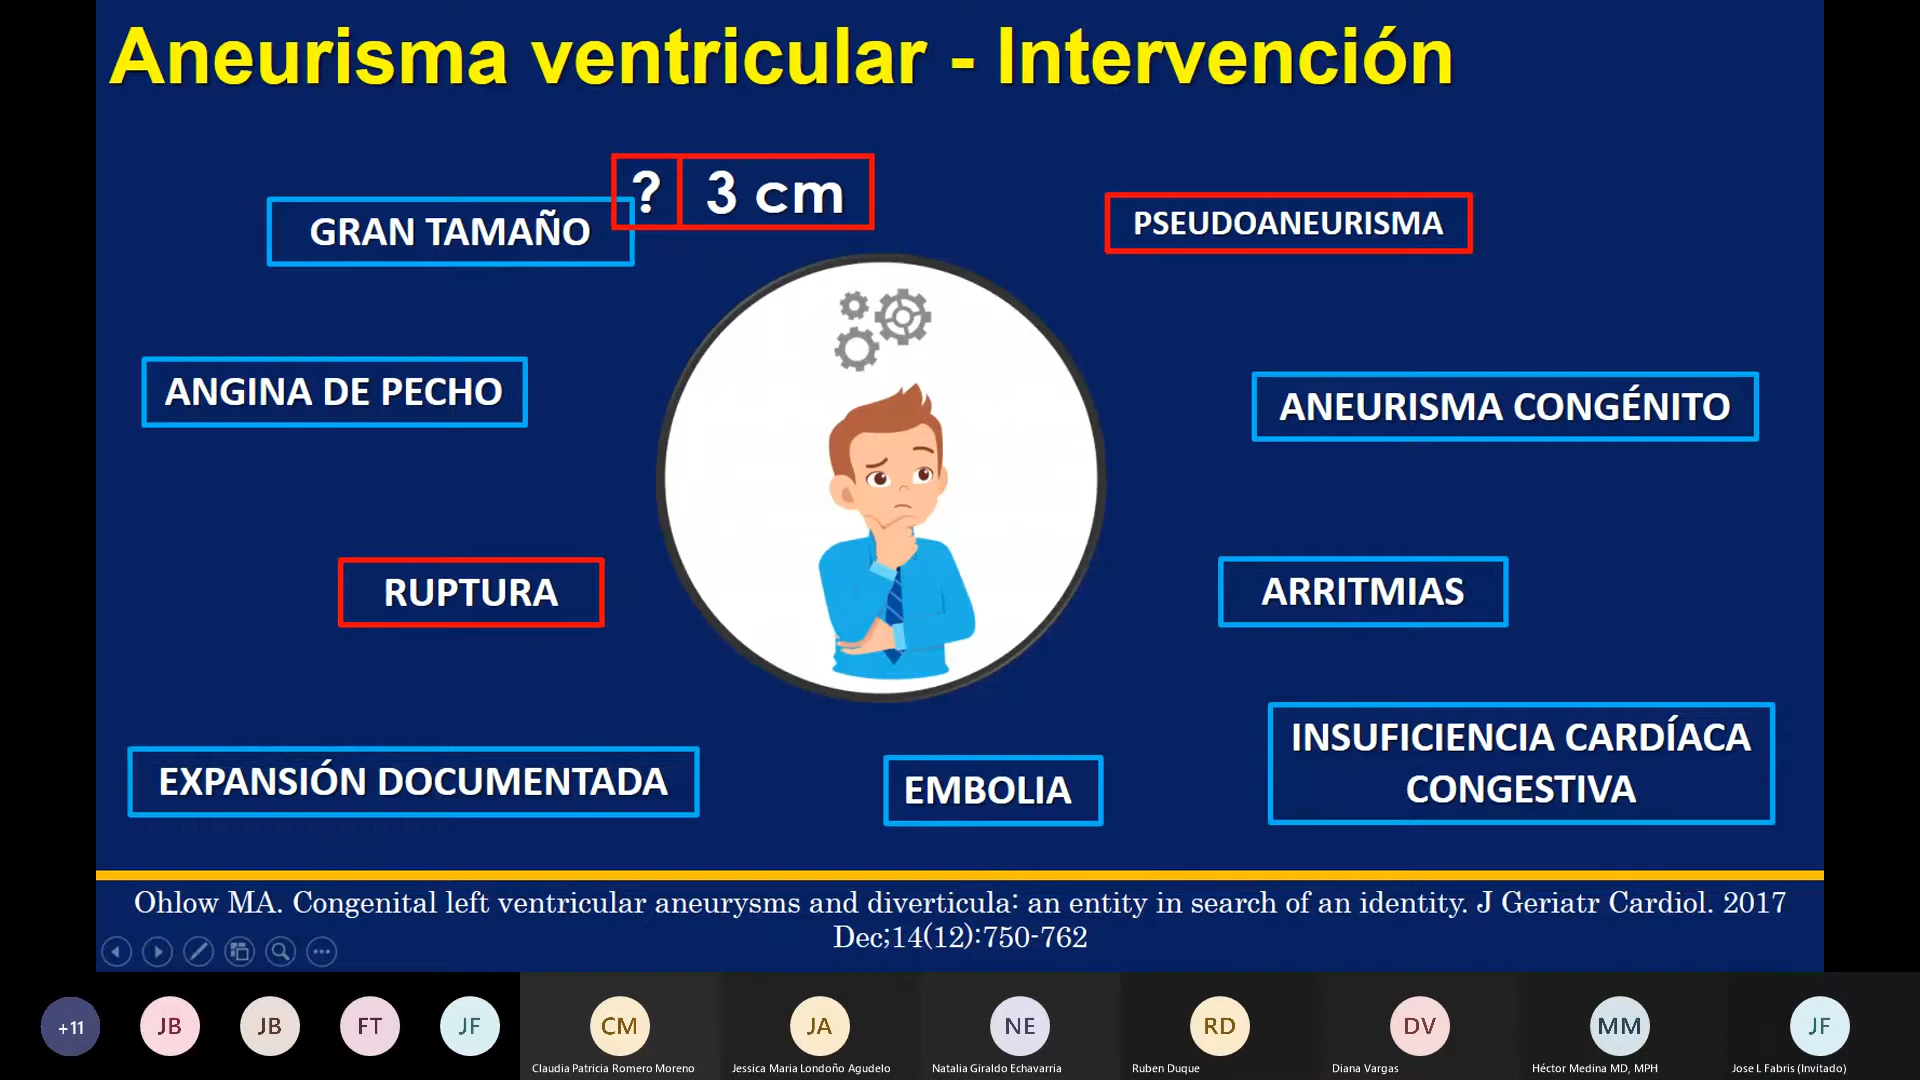 Aneurisma ventricular - Intervención
? 3 cm
GRAN TAMAÑO
PSEUDOANEURISMA
ANGINA DE PECHO
ANEURISMA CONGÉNITO
RUPTURA
ARRITMIAS
EXPANSIÓN DOCUMENTADA
EMBOLIA
INSUFICIENCIA CARDÍACA
CONGESTIVA
Ohlow MA. Congenital left ventricular aneurysms and diverticula: an entity in search of an identity. J Geriatr Cardiol. 2017
Dec;14(12):750-762
+11 JB JB FT JF CM JA NE RD DV MM JF
Claudia Patricia Romero Moreno Jessica Maria Londoño Agudelo Natalia Giraldo Echavarria Ruben Duque Diana Vargas Héctor Medina MD, MPH Jose L Fabris (Invitado)